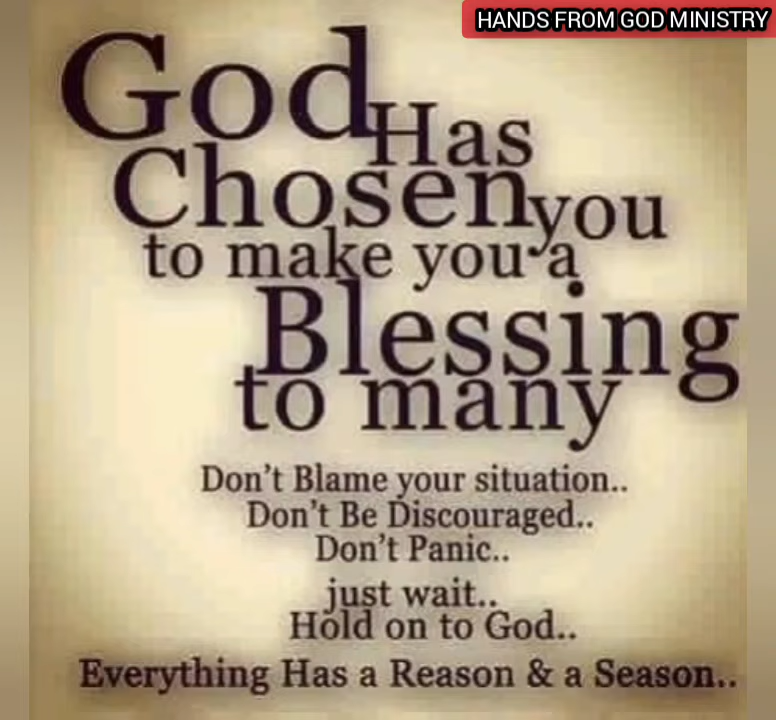 HANDS FROM GOD MINISTRY
God Has
Chosen you
to make you a
Blessing
to many
Don't Blame your situation..
Don't Be Discouraged..
Don't Panic..
just wait..
Hold on to God..
Everything Has a Reason & a Season..